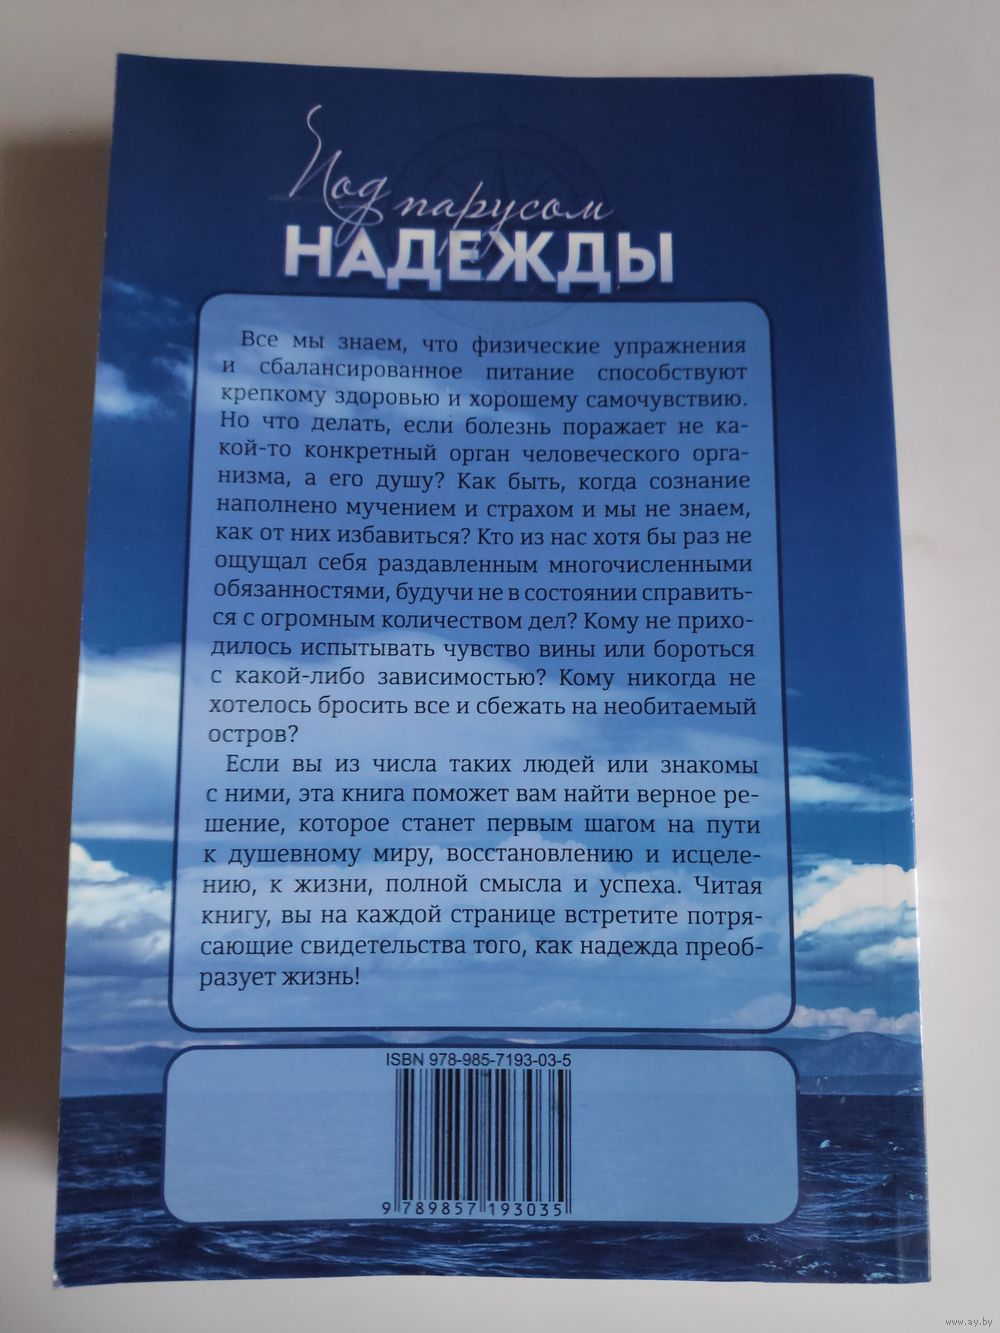 Под парусом
НАДЕЖДЫ
Все мы знаем, что физические упражнения
и сбалансированное питание способствуют
крепкому здоровью и хорошему самочувствию.
Но что делать, если болезнь поражает не ка-
кой-то конкретный орган человеческого орга-
низма, а его душу? Как быть, когда сознание
наполнено мучением и страхом и мы не знаем,
как от них избавиться? Кто из нас хотя бы раз не
ощущал себя раздавленным многочисленными
обязанностями, будучи не в состоянии справить-
ся с огромным количеством дел? Кому не прихо-
дилось испытывать чувство вины или бороться
с какой-либо зависимостью? Кому никогда не
хотелось бросить все и сбежать на необитаемый
остров?
Если вы из числа таких людей или знакомы
с ними, эта книга поможет вам найти верное ре-
шение, которое станет первым шагом на пути
к душевному миру, восстановлению и исцеле-
нию, к жизни, полной смысла и успеха. Читая
книгу, вы на каждой странице встретите потря-
сающие свидетельства того, как надежда преоб-
разует жизнь!
ISBN 978-985-7193-03-5
9 789857 193035
www.ay.by